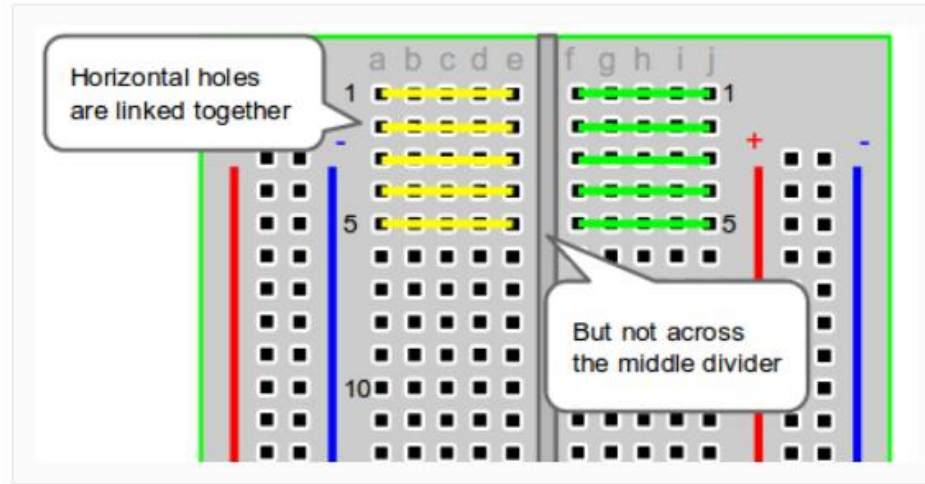 Horizontal holes
are linked together
a b c d e f g h i j
1 1
- + -
5 5
But not across
the middle divider
10